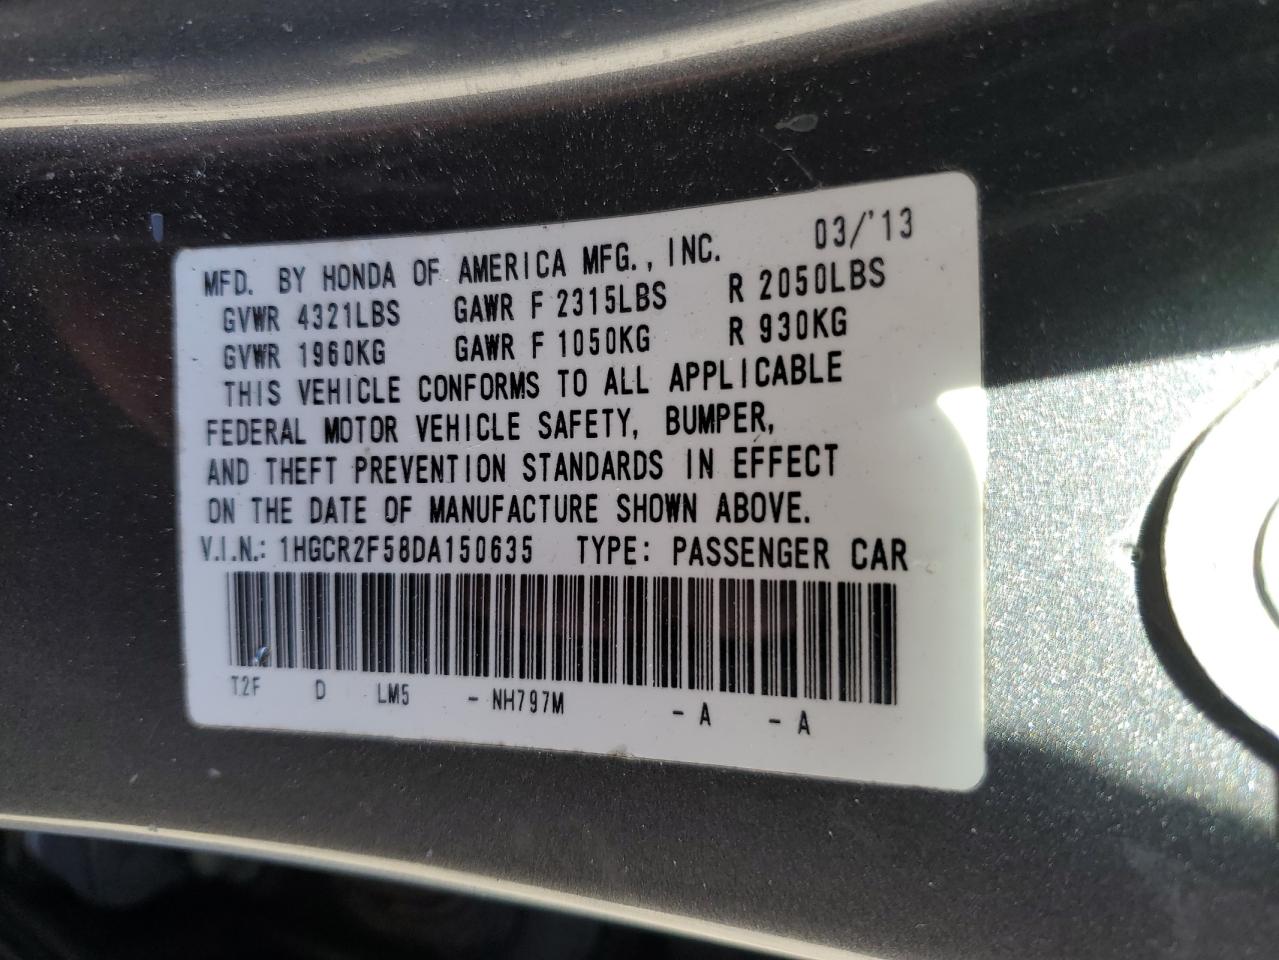 MFD. BY HONDA OF AMERICA MFG., INC. 03/'13
GVWR 4321LBS GAWR F 2315LBS R 2050LBS
GVWR 1960KG GAWR F 1050KG R 930KG
THIS VEHICLE CONFORMS TO ALL APPLICABLE
FEDERAL MOTOR VEHICLE SAFETY, BUMPER,
AND THEFT PREVENTION STANDARDS IN EFFECT
ON THE DATE OF MANUFACTURE SHOWN ABOVE.
V.I.N.: 1HGCR2F58DA150635 TYPE: PASSENGER CAR
T2F D LM5 - NH797M - A - A